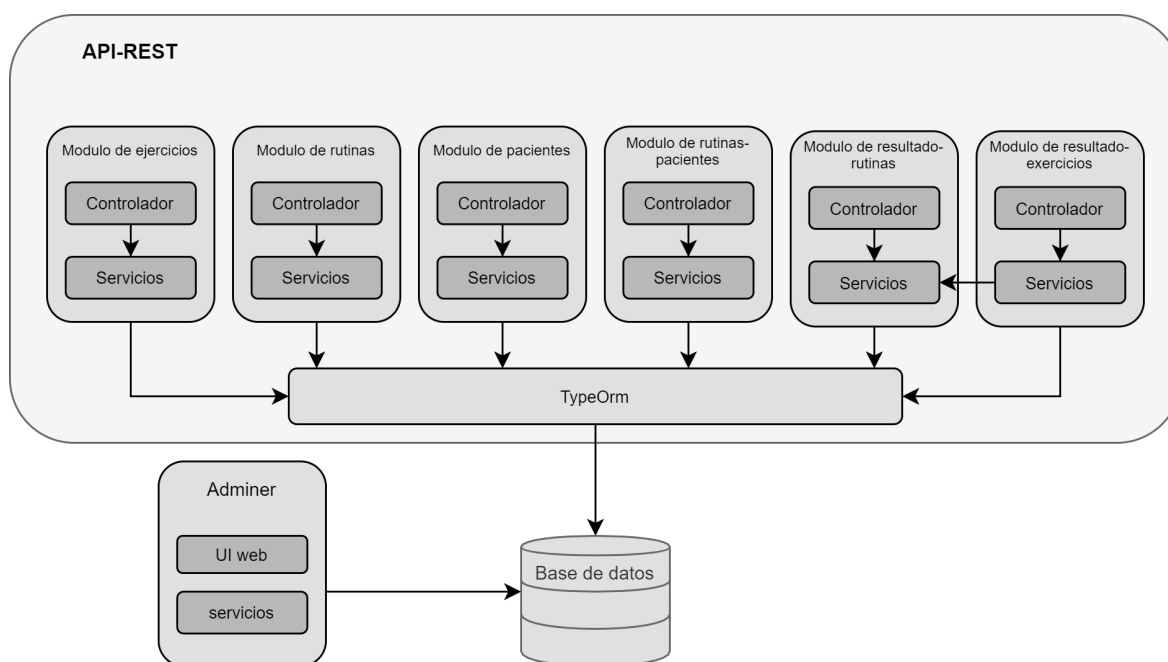 API-REST
Modulo de ejercicios
Controlador
Servicios
Modulo de rutinas
Controlador
Servicios
Modulo de pacientes
Controlador
Servicios
Modulo de rutinas-
pacientes
Controlador
Servicios
Modulo de resultado-
rutinas
Controlador
Servicios
Modulo de resultado-
exercicios
Controlador
Servicios
TypeOrm
Adminer
UI web
servicios
Base de datos